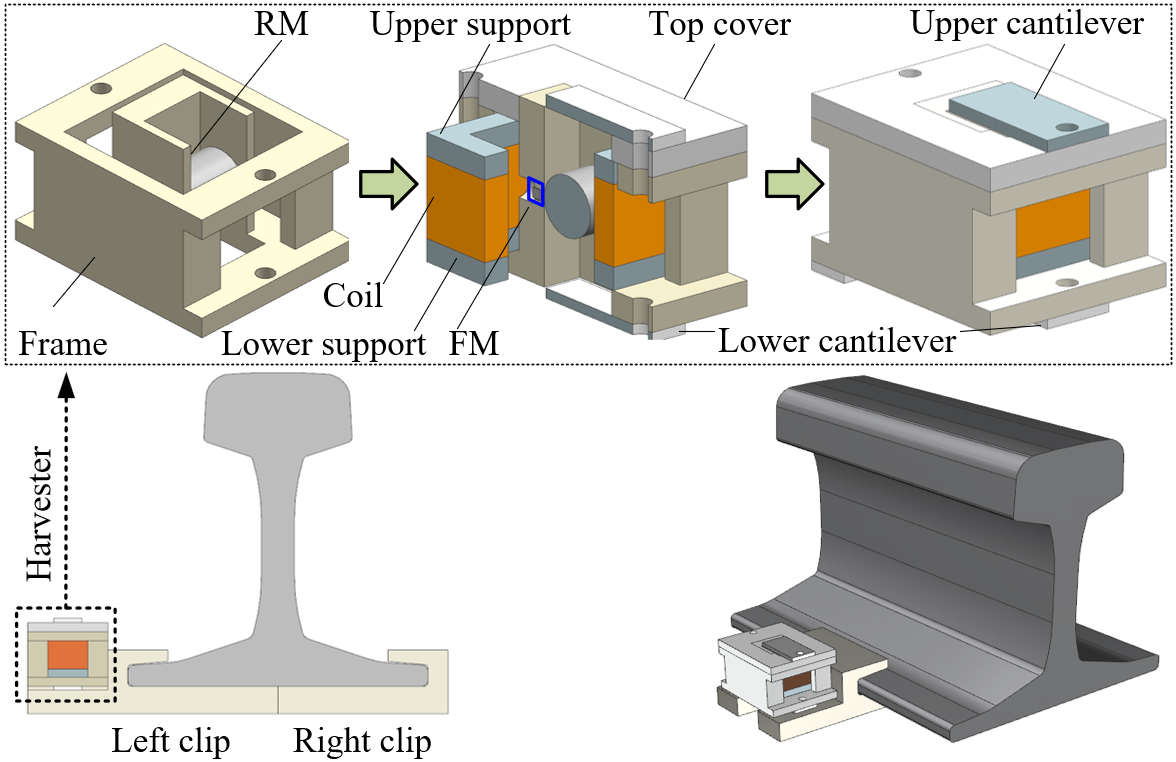 RM
Upper support
Top cover
Upper cantilever
Coil
Frame
Lower support
FM
Lower cantilever
Harvester
Left clip
Right clip